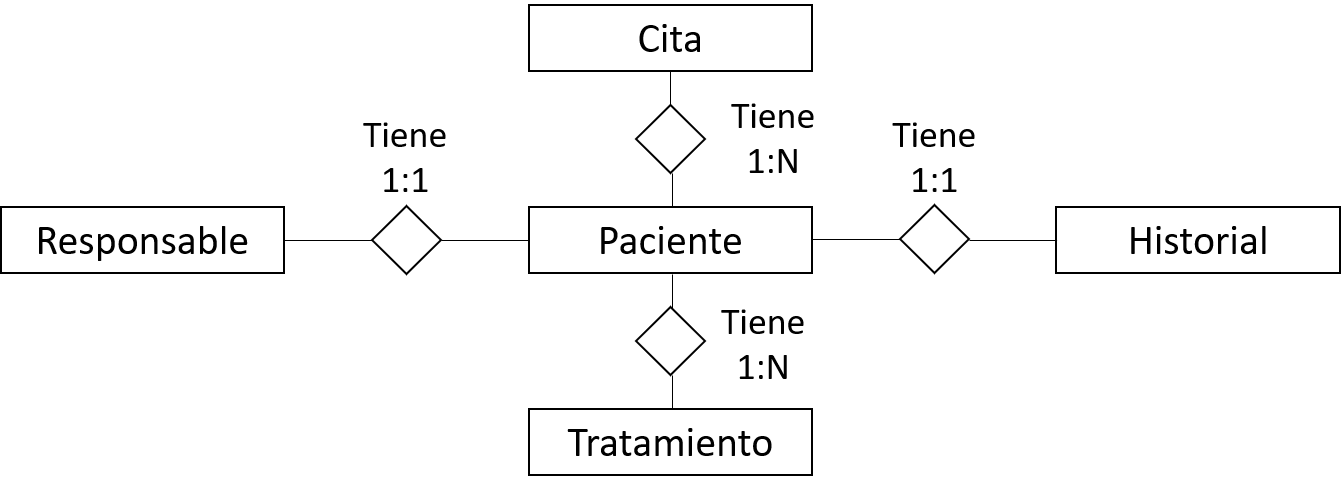 Cita
Tiene
1:N
Tiene
1:1
Tiene
1:1
Responsable
Paciente
Historial
Tiene
1:N
Tratamiento